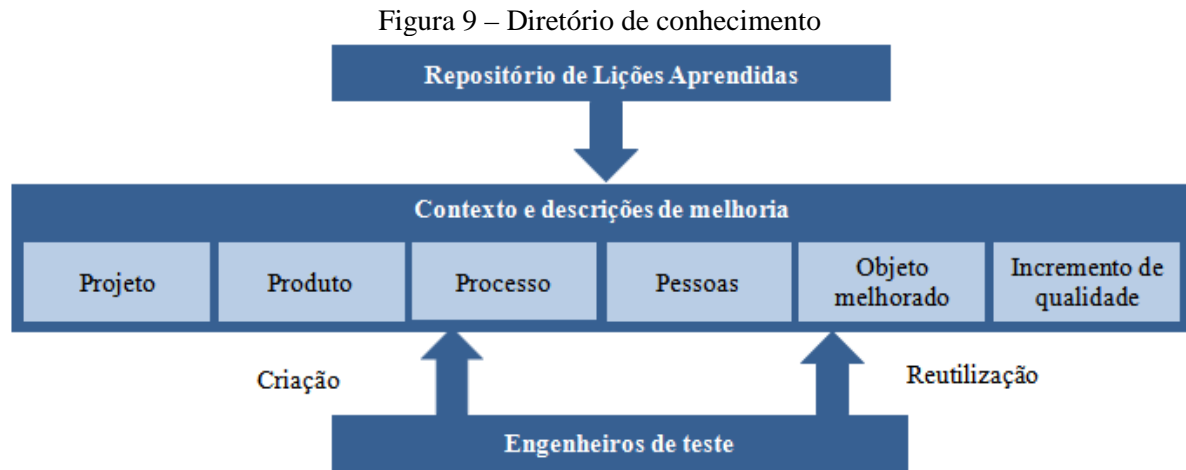 Figura 9 – Diretório de conhecimento
Repositório de Lições Aprendidas
Contexto e descrições de melhoria
Projeto
Produto
Processo
Pessoas
Objeto
melhorado
Incremento de
qualidade
Criação
Reutilização
Engenheiros de teste